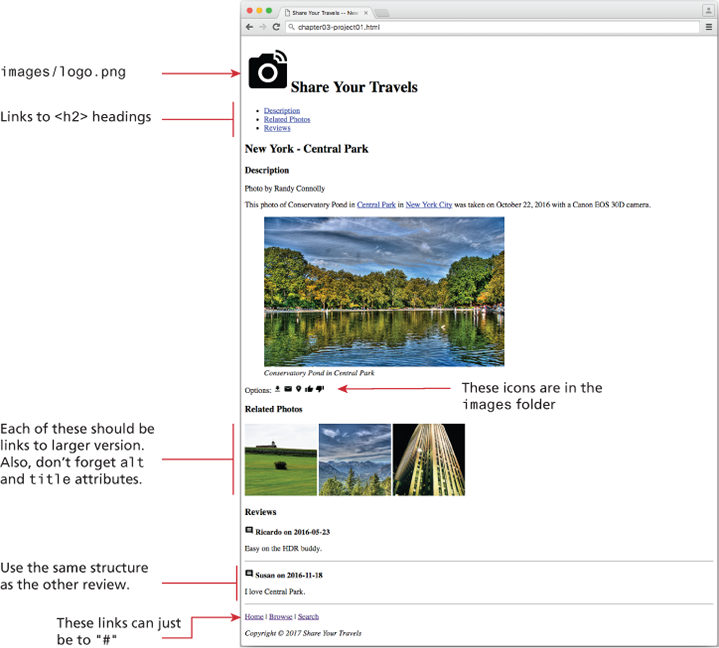 Share Your Travels -- New
chapter03-project01.html
images/logo.png
Share Your Travels
Links to <h2> headings
Description
Related Photos
Reviews
New York - Central Park
Description
Photo by Randy Connolly
This photo of Conservatory Pond in Central Park in New York City was taken on October 22, 2016 with a Canon EOS 30D camera.
Conservatory Pond in Central Park
Options:
These icons are in the
images folder
Related Photos
Each of these should be
links to larger version.
Also, don't forget alt
and title attributes.
Reviews
Ricardo on 2016-05-23
Easy on the HDR buddy.
Use the same structure
as the other review.
Susan on 2016-11-18
I love Central Park.
These links can just
be to "#"
Home | Browse | Search
Copyright © 2017 Share Your Travels